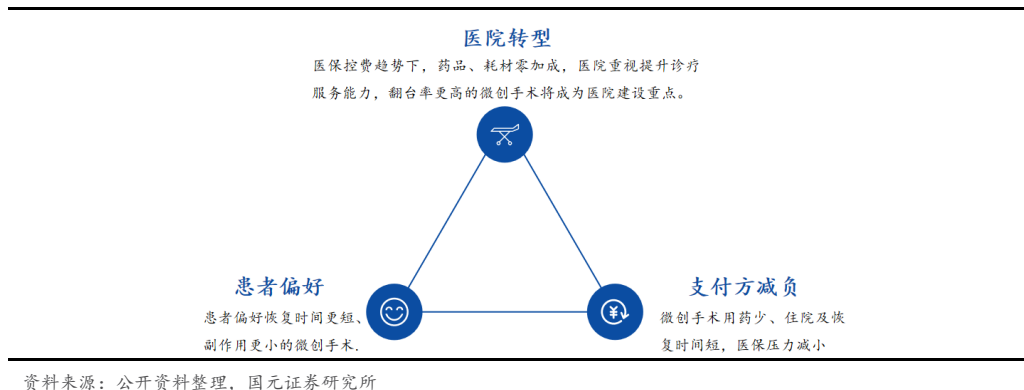 医院转型
医保控费趋势下，药品、耗材零加成，医院重视提升诊疗
服务能力，翻台率更高的微创手术将成为医院建设重点。
患者偏好
患者偏好恢复时间更短、
副作用更小的微创手术.
支付方减负
微创手术用药少、住院及恢
复时间短，医保压力减小
资料来源：公开资料整理，国元证券研究所